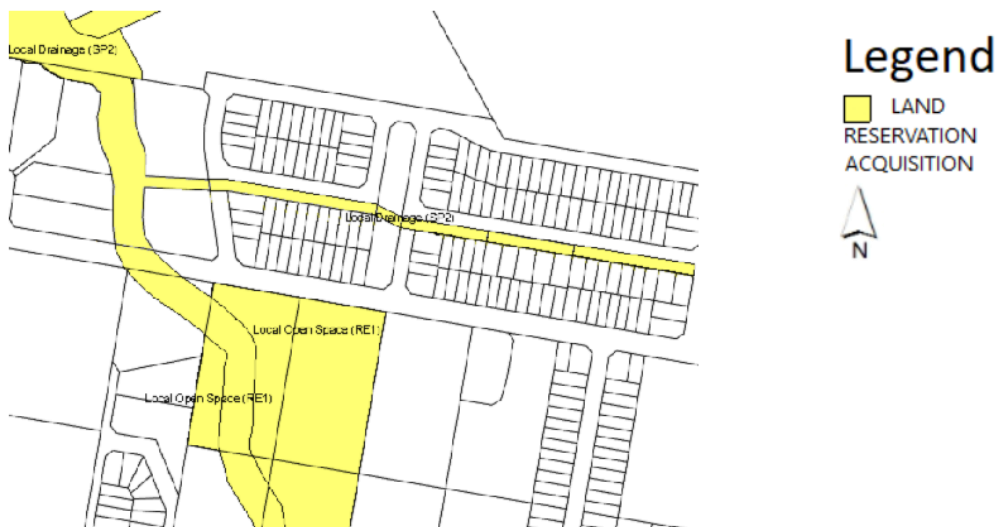 Local Drainage (SP2)
Local Drainage (SP2)
Local Open Space (RE1)
Local Open Space (RE1)
Legend
LAND
RESERVATION
ACQUISITION
N